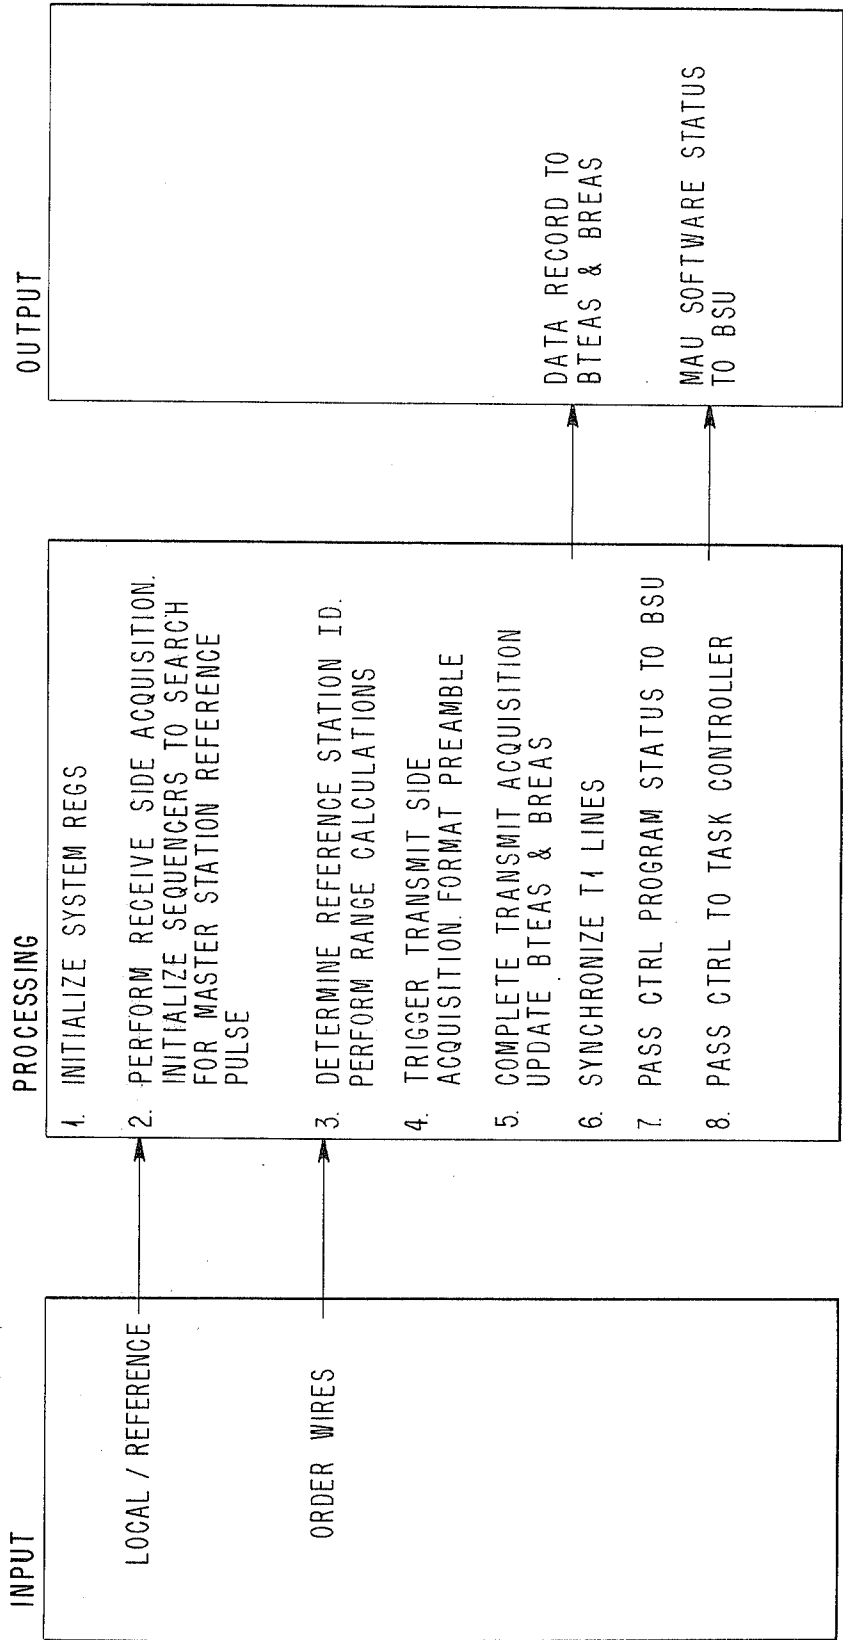 INPUT
LOCAL / REFERENCE
ORDER WIRES
PROCESSING
1. INITIALIZE SYSTEM REGS
2. PERFORM RECEIVE SIDE ACQUISITION.
INITIALIZE SEQUENCERS TO SEARCH
FOR MASTER STATION REFERENCE
PULSE
3. DETERMINE REFERENCE STATION ID.
PERFORM RANGE CALCULATIONS
4. TRIGGER TRANSMIT SIDE
ACQUISITION. FORMAT PREAMBLE
5. COMPLETE TRANSMIT ACQUISITION
UPDATE BTEAS & BREAS
6. SYNCHRONIZE T1 LINES
7. PASS CTRL PROGRAM STATUS TO BSU
8. PASS CTRL TO TASK CONTROLLER
OUTPUT
DATA RECORD TO
BTEAS & BREAS
MAU SOFTWARE STATUS
TO BSU